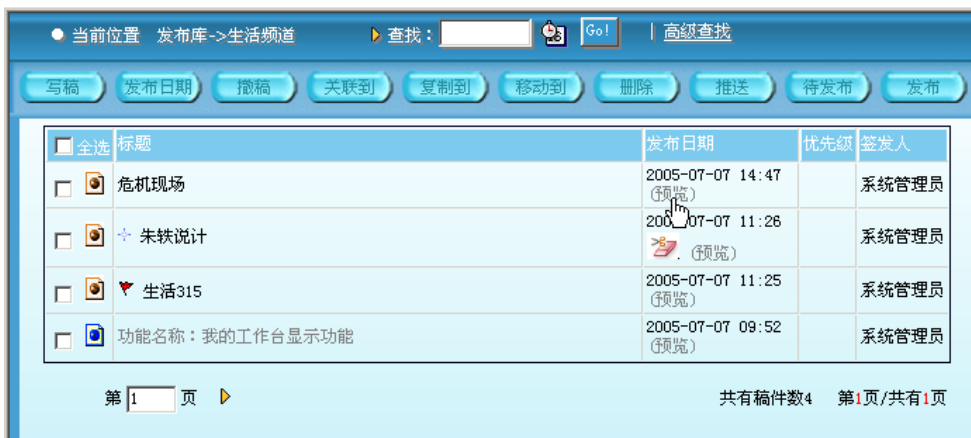 当前位置 发布库->生活频道 查找： Go! | 高级查找
写稿 发布日期 撤稿 关联到 复制到 移动到 删除 推送 待发布 发布
全选 标题 发布日期 优先级 签发人
危机现场 2005-07-07 14:47 系统管理员
(预览)
朱轶说计 2005-07-07 11:26 系统管理员
. (预览)
生活315 2005-07-07 11:25 系统管理员
(预览)
功能名称：我的工作台显示功能 2005-07-07 09:52 系统管理员
(预览)
第 1 页 共有稿件数4 第1页/共有1页